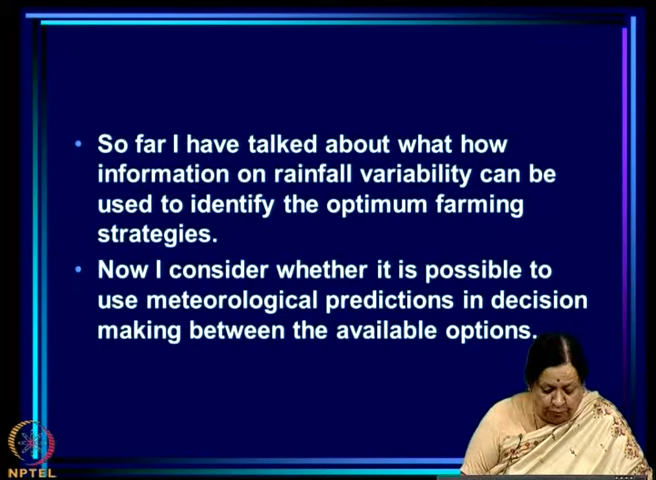 • So far I have talked about what how
information on rainfall variability can be
used to identify the optimum farming
strategies.
• Now I consider whether it is possible to
use meteorological predictions in decision
making between the available options.
NPTEL